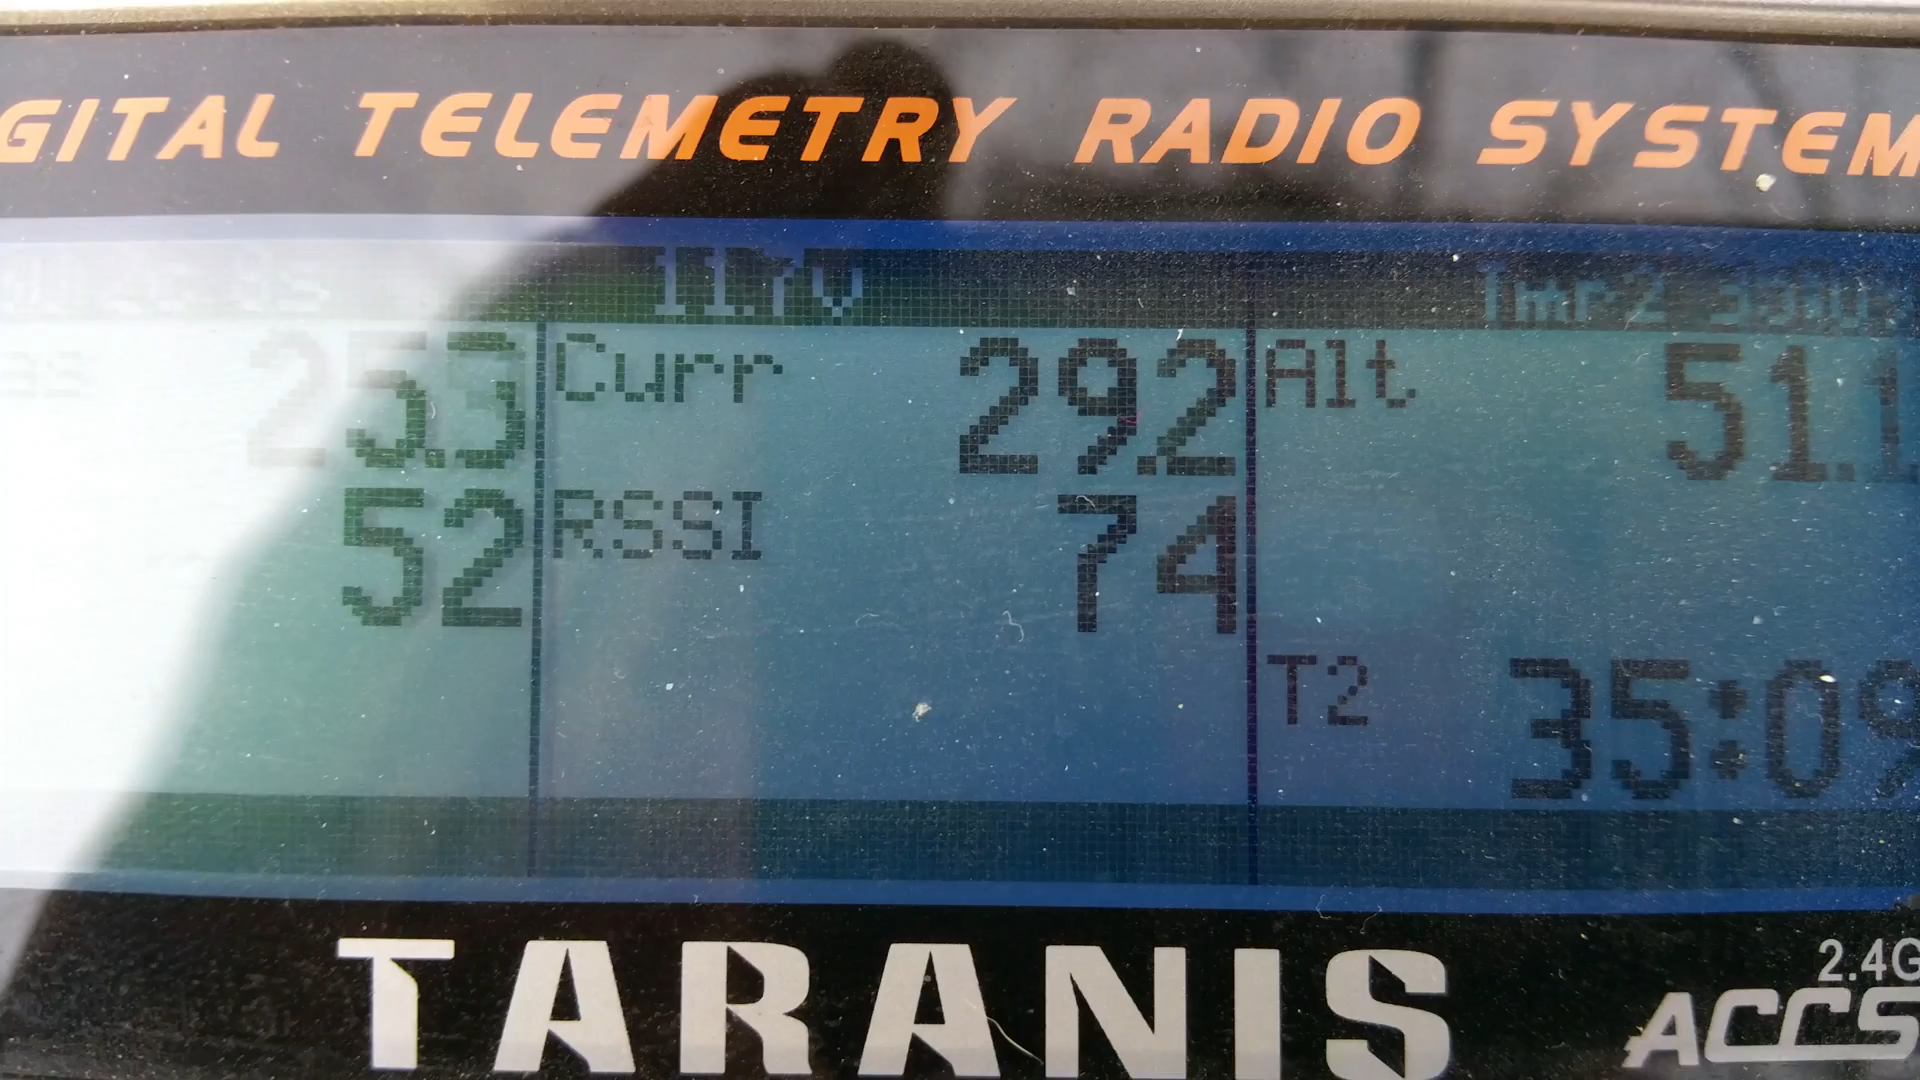 GITAL TELEMETRY RADIO SYSTEM
11.7V Tmr2
25.3 Curr 29.2 Alt 51.1
52 RSSI 74
T2 35:09
2.4G
TARANIS ACCS